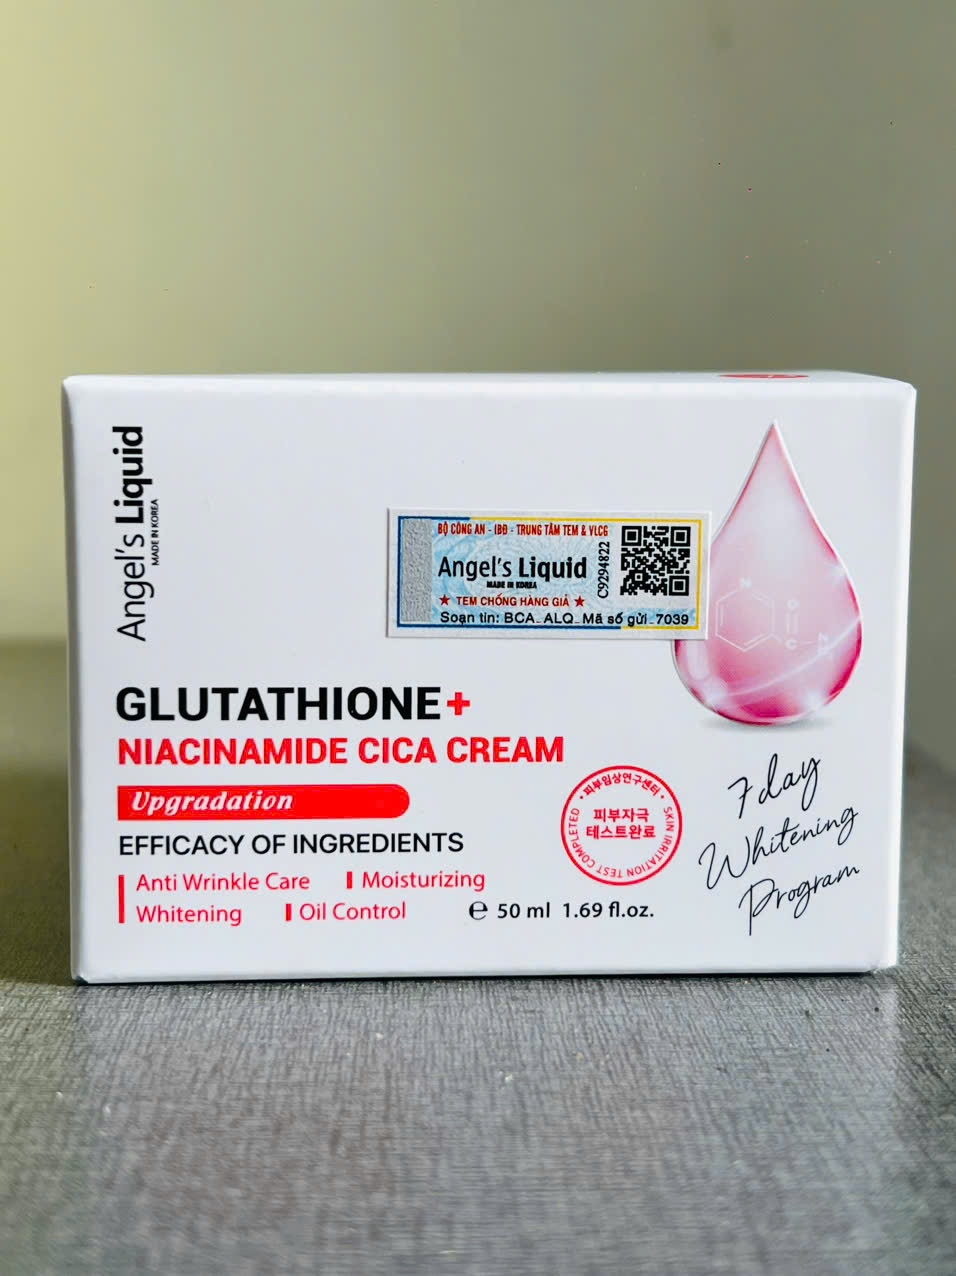 Angel's Liquid
MADE IN KOREA
BỘ CÔNG AN - IBĐ - TRUNG TÂM TEM & VLCG
Angel's Liquid
MADE IN KOREA
★ TEM CHỐNG HÀNG GIẢ ★
Soạn tin: BCA_ALQ_Mã số gửi_7039
C9294822
N
O
C
N
GLUTATHIONE+
NIACINAMIDE CICA CREAM
Upgradation
EFFICACY OF INGREDIENTS
Anti Wrinkle Care
Moisturizing
Whitening
Oil Control
℮ 50 ml 1.69 fl.oz.
• 피부임상연구센터 •
피부자극
테스트완료
SKIN IRRITATION TEST COMPLETED
7 day
Whitening
Program